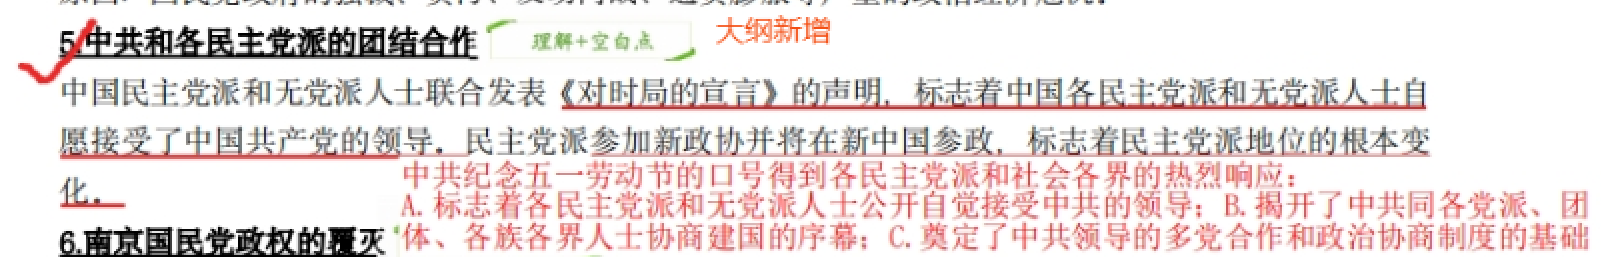 5.中共和各民主党派的团结合作 理解+空白点 大纲新增
中国民主党派和无党派人士联合发表《对时局的宣言》的声明，标志着中国各民主党派和无党派人士自
愿接受了中国共产党的领导。民主党派参加新政协并将在新中国参政，标志着民主党派地位的根本变
化。
中共纪念五一劳动节的口号得到各民主党派和社会各界的热烈响应：
A.标志着各民主党派和无党派人士公开自觉接受中共的领导；B.揭开了中共同各党派、团
体、各族各界人士协商建国的序幕；C.奠定了中共领导的多党合作和政治协商制度的基础
6.南京国民党政权的覆灭